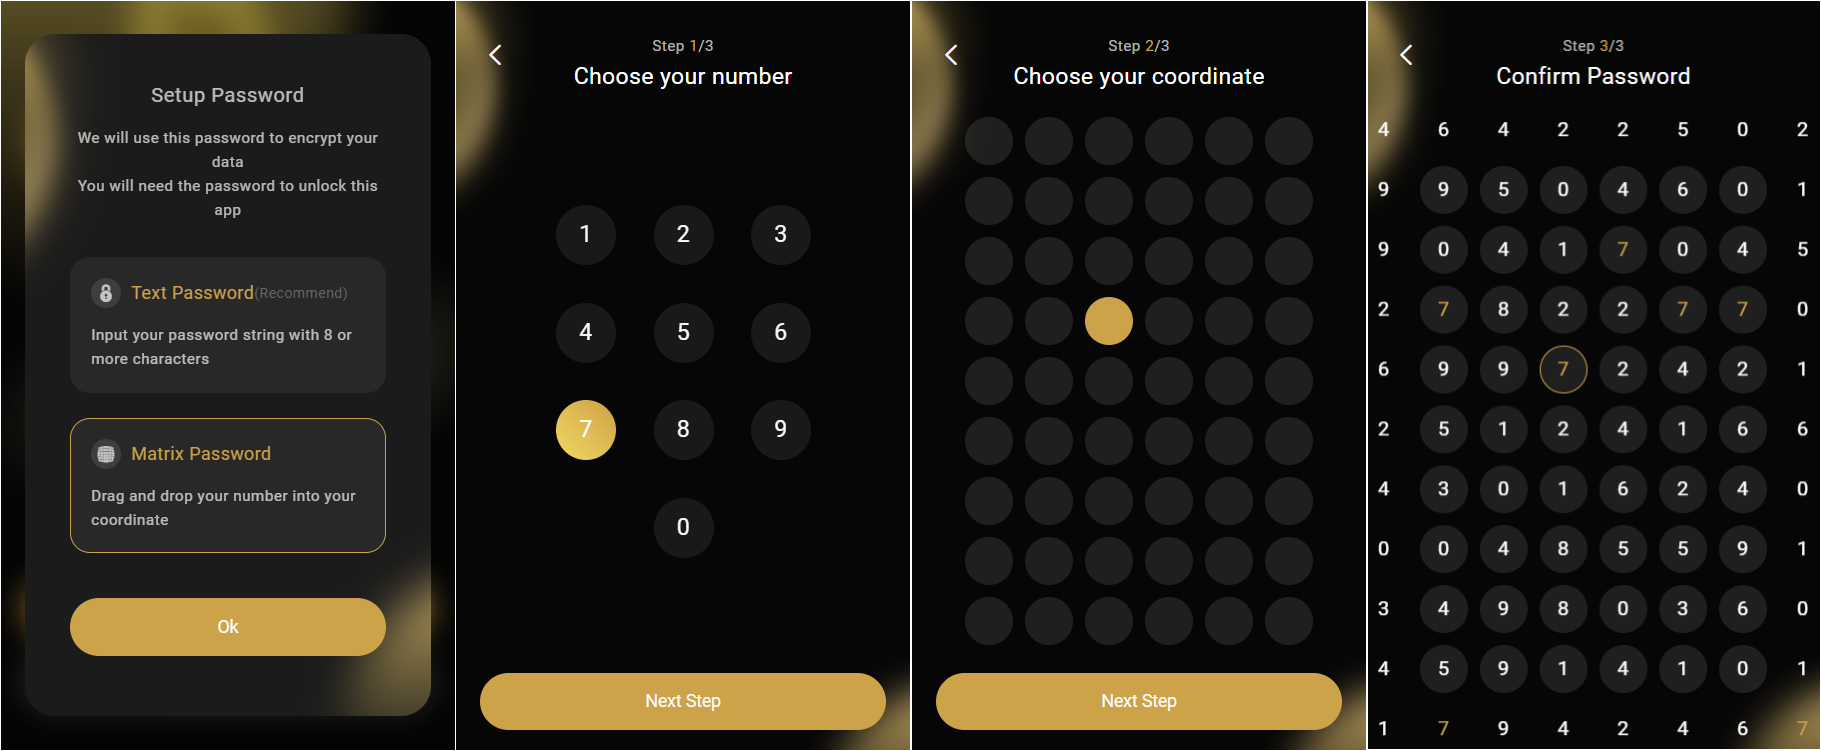 Setup Password
We will use this password to encrypt your
data
You will need the password to unlock this
app
Text Password(Recommend)
Input your password string with 8 or
more characters
Matrix Password
Drag and drop your number into your
coordinate
Ok
Step 1/3
Choose your number
1 2 3
4 5 6
7 8 9
0
Next Step
Step 2/3
Choose your coordinate
Next Step
Step 3/3
Confirm Password
4 6 4 2 2 5 0 2
9 9 5 0 4 6 0 1
9 0 4 1 7 0 4 5
2 7 8 2 2 7 7 0
6 9 9 7 2 4 2 1
2 5 1 2 4 1 6 6
4 3 0 1 6 2 4 0
0 0 4 8 5 5 9 1
3 4 9 8 0 3 6 0
4 5 9 1 4 1 0 1
1 7 9 4 2 4 6 7